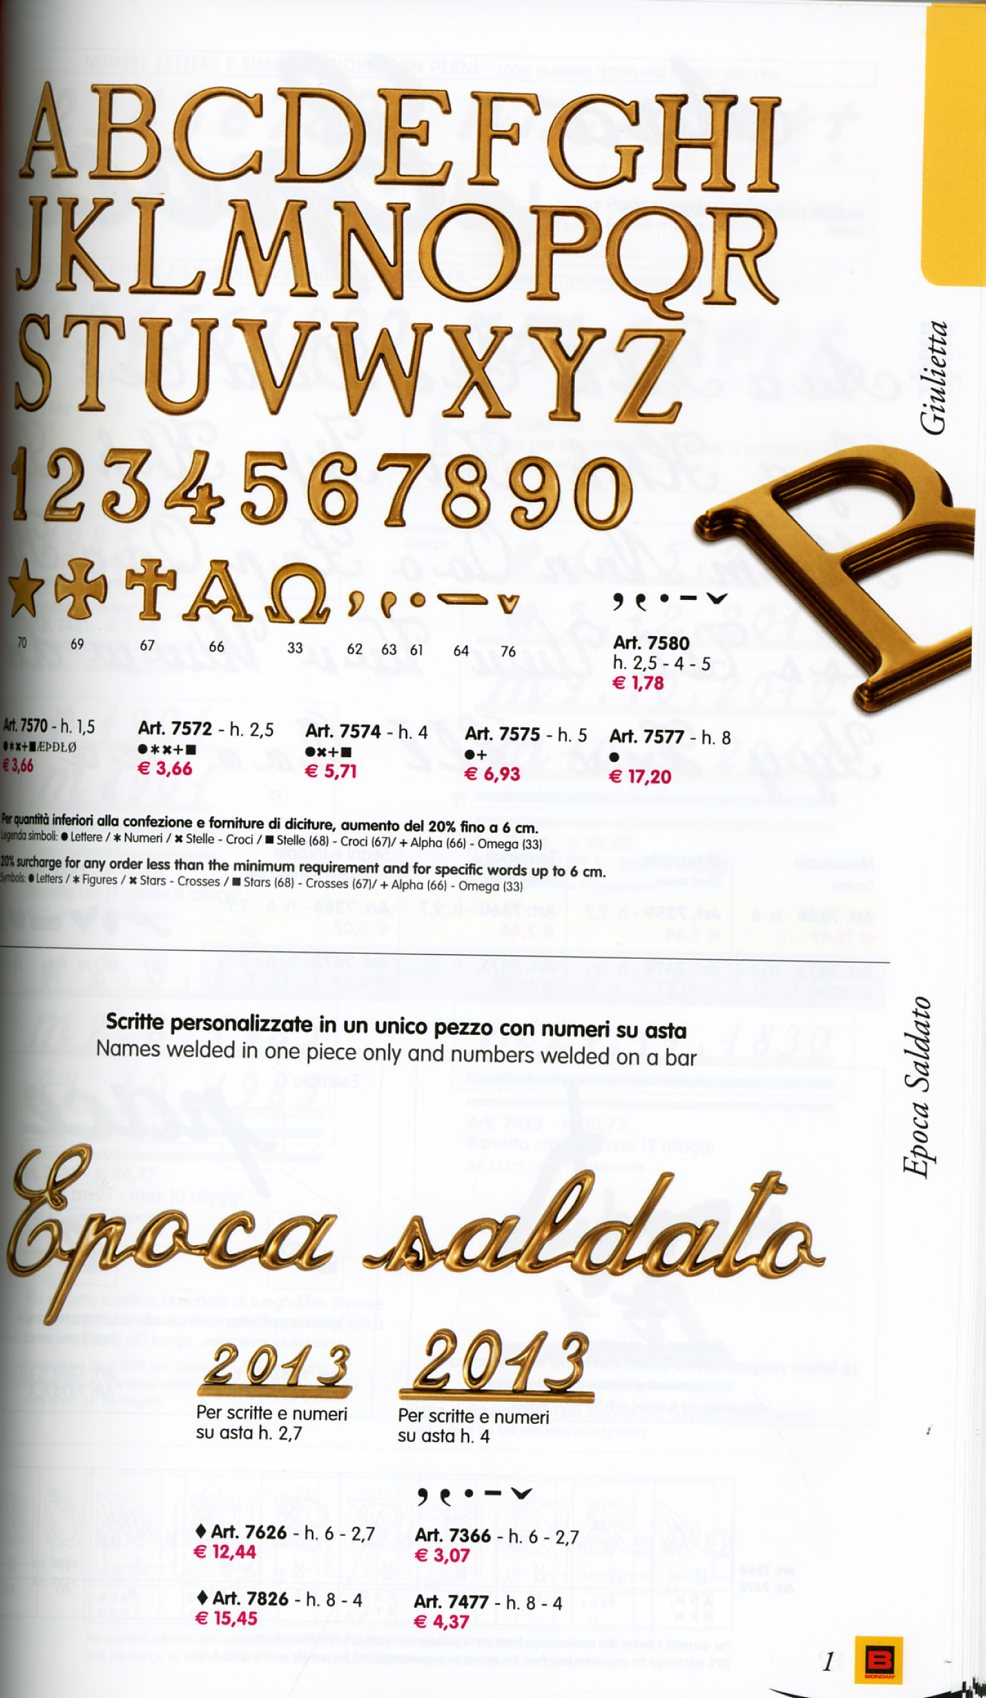 ABCDEFGHI
JKLMNOPQR
STUVWXYZ
1234567890
Giulietta
70 69 67 66 33 62 63 61 64 76
Art. 7580
h. 2,5 - 4 - 5
€ 1,78
Art. 7570 - h. 1,5
●✶✖+■ÆÞDŁØ
€ 3,66
Art. 7572 - h. 2,5
●✶✖+■
€ 3,66
Art. 7574 - h. 4
●✖+■
€ 5,71
Art. 7575 - h. 5
●+
€ 6,93
Art. 7577 - h. 8
●
€ 17,20
Per quantità inferiori alla confezione e forniture di diciture, aumento del 20% fino a 6 cm.
Legenda simboli: ● Lettere / ✶ Numeri / ✖ Stelle - Croci / ■ Stelle (68) - Croci (67)/ + Alpha (66) - Omega (33)
20% surcharge for any order less than the minimum requirement and for specific words up to 6 cm.
Symbols: ● Letters / ✶ Figures / ✖ Stars - Crosses / ■ Stars (68) - Crosses (67)/ + Alpha (66) - Omega (33)
Epoca Saldato
Scritte personalizzate in un unico pezzo con numeri su asta
Names welded in one piece only and numbers welded on a bar
Epoca saldato
2013
Per scritte e numeri
su asta h. 2,7
2013
Per scritte e numeri
su asta h. 4
♦ Art. 7626 - h. 6 - 2,7
€ 12,44
Art. 7366 - h. 6 - 2,7
€ 3,07
♦ Art. 7826 - h. 8 - 4
€ 15,45
Art. 7477 - h. 8 - 4
€ 4,37
1
B
BIONDAN